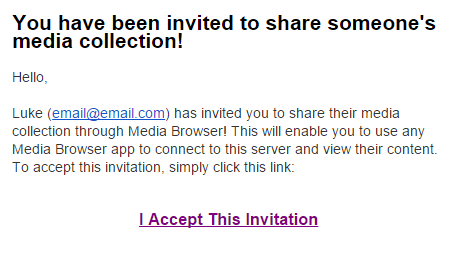 You have been invited to share someone's
media collection!
Hello,
Luke (email@email.com) has invited you to share their media
collection through Media Browser! This will enable you to use any
Media Browser app to connect to this server and view their content.
To accept this invitation, simply click this link:
I Accept This Invitation